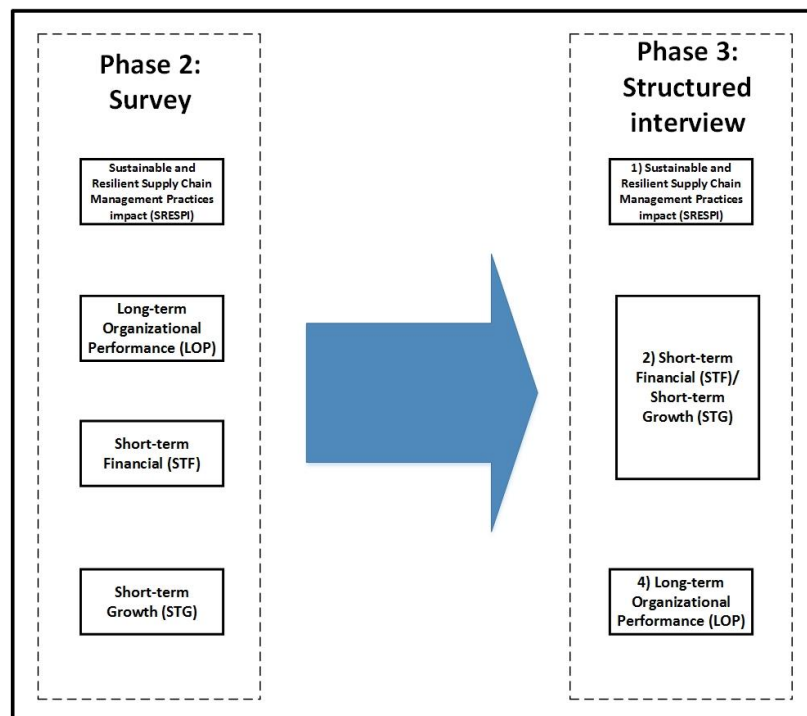 Phase 2:
Survey
Sustainable and
Resilient Supply Chain
Management Practices
impact (SRESPI)
Long-term
Organizational
Performance (LOP)
Short-term
Financial (STF)
Short-term
Growth (STG)
Phase 3:
Structured
interview
1) Sustainable and
Resilient Supply Chain
Management Practices
impact (SRESPI)
2) Short-term
Financial (STF)/
Short-term
Growth (STG)
4) Long-term
Organizational
Performance (LOP)